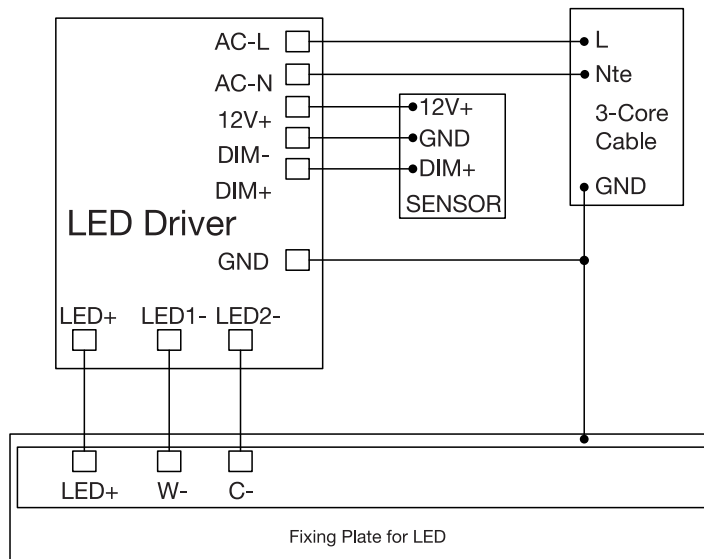 AC-L
AC-N
12V+
DIM-
DIM+
LED Driver
GND
LED+ LED1- LED2-
12V+
GND
DIM+
SENSOR
L
Nte
3-Core
Cable
GND
LED+ W- C-
Fixing Plate for LED